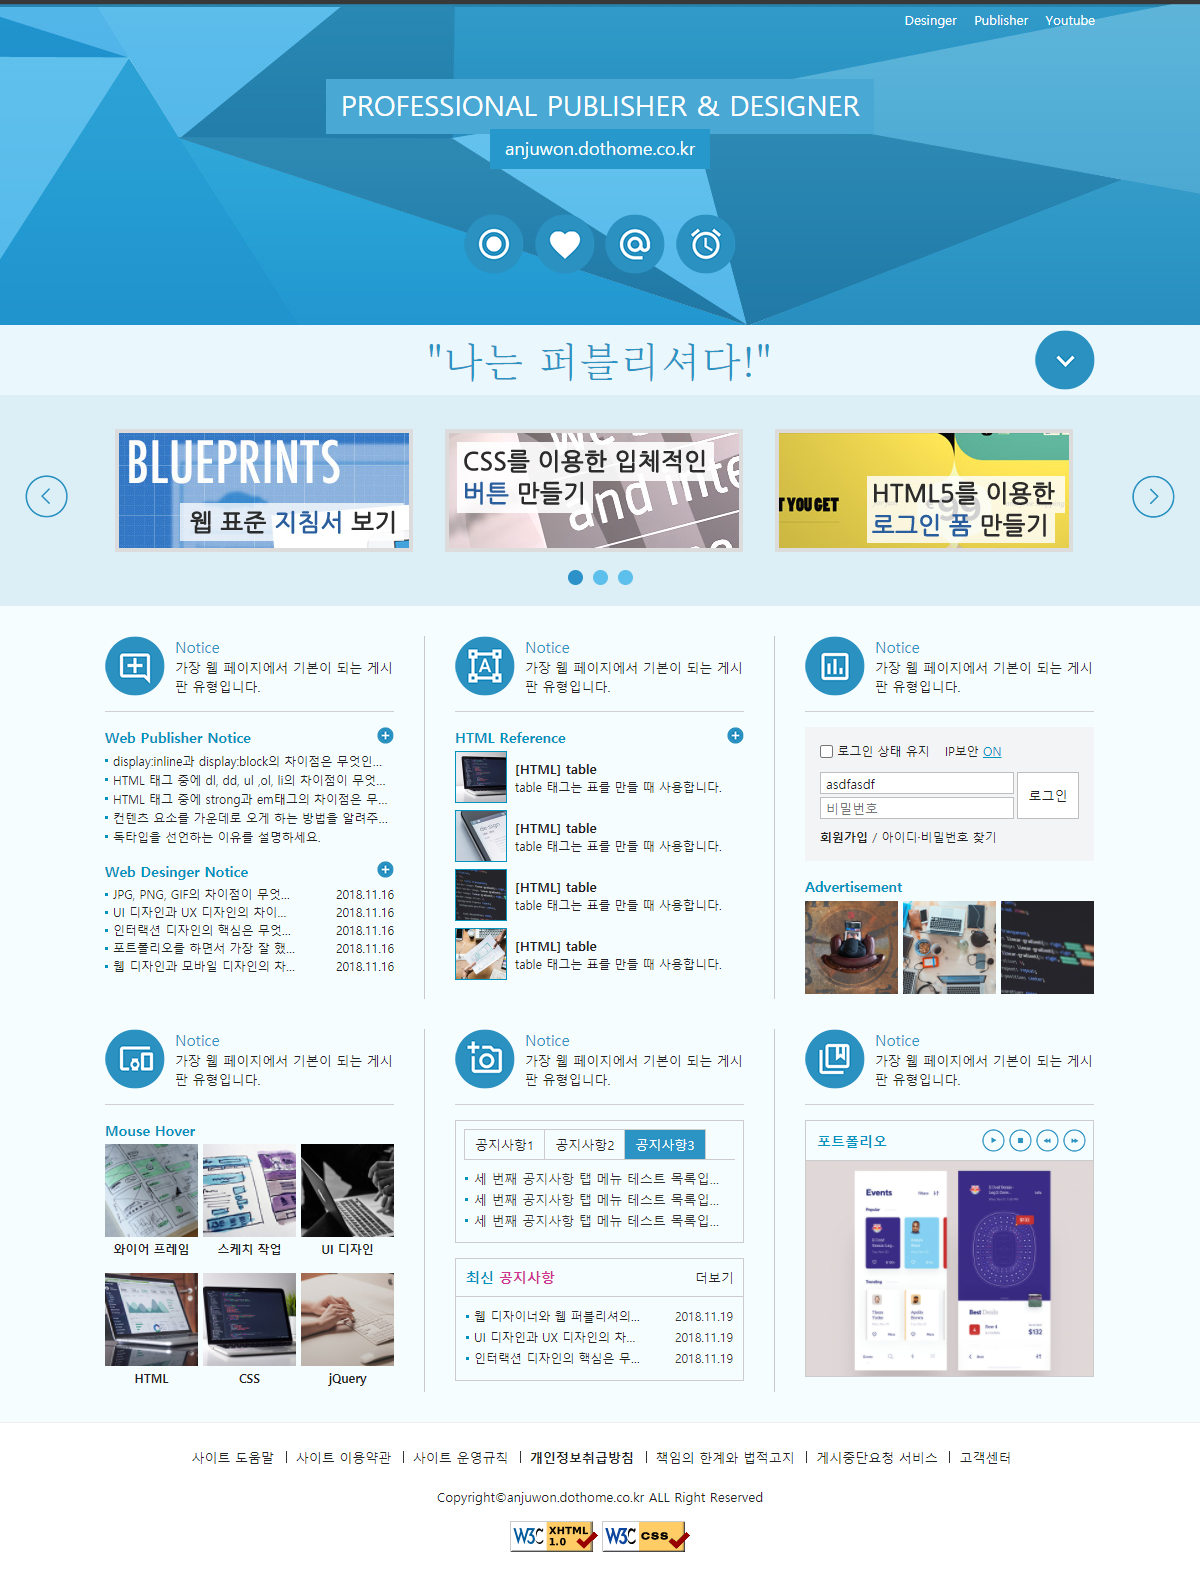 Desinger Publisher Youtube
PROFESSIONAL PUBLISHER & DESIGNER
anjuwon.dothome.co.kr
"나는 퍼블리셔다!"
BLUEPRINTS
웹 표준 지침서 보기
CSS를 이용한 입체적인
버튼 만들기
and inte
T YOU GET
HTML5를 이용한
로그인 폼 만들기
Notice
가장 웹 페이지에서 기본이 되는 게시
판 유형입니다.
Notice
가장 웹 페이지에서 기본이 되는 게시
판 유형입니다.
Notice
가장 웹 페이지에서 기본이 되는 게시
판 유형입니다.
Web Publisher Notice
display:inline과 display:block의 차이점은 무엇인...
HTML 태그 중에 dl, dd, ul ,ol, li의 차이점이 무엇...
HTML 태그 중에 strong과 em태그의 차이점은 무...
컨텐츠 요소를 가운데로 오게 하는 방법을 알려주...
독타입을 선언하는 이유를 설명하세요.
Web Desinger Notice
JPG, PNG, GIF의 차이점이 무엇... 2018.11.16
UI 디자인과 UX 디자인의 차이... 2018.11.16
인터랙션 디자인의 핵심은 무엇... 2018.11.16
포트폴리오를 하면서 가장 잘 했... 2018.11.16
웹 디자인과 모바일 디자인의 차... 2018.11.16
HTML Reference
[HTML] table
table 태그는 표를 만들 때 사용합니다.
[HTML] table
table 태그는 표를 만들 때 사용합니다.
[HTML] table
table 태그는 표를 만들 때 사용합니다.
[HTML] table
table 태그는 표를 만들 때 사용합니다.
로그인 상태 유지 IP보안 ON
asdfasdf
비밀번호
로그인
회원가입 / 아이디·비밀번호 찾기
Advertisement
Notice
가장 웹 페이지에서 기본이 되는 게시
판 유형입니다.
Notice
가장 웹 페이지에서 기본이 되는 게시
판 유형입니다.
Notice
가장 웹 페이지에서 기본이 되는 게시
판 유형입니다.
Mouse Hover
와이어 프레임 스케치 작업 UI 디자인
HTML CSS jQuery
공지사항1 공지사항2 공지사항3
세 번째 공지사항 탭 메뉴 테스트 목록입...
세 번째 공지사항 탭 메뉴 테스트 목록입...
세 번째 공지사항 탭 메뉴 테스트 목록입...
최신 공지사항 더보기
웹 디자이너와 웹 퍼블리셔의... 2018.11.19
UI 디자인과 UX 디자인의 차... 2018.11.19
인터랙션 디자인의 핵심은 무... 2018.11.19
포트폴리오
Events
Popular
Trending
Best Deals
$132
사이트 도움말 사이트 이용약관 사이트 운영규칙 개인정보취급방침 책임의 한계와 법적고지 게시중단요청 서비스 고객센터
Copyright©anjuwon.dothome.co.kr ALL Right Reserved
W3C XHTML 1.0 W3C css